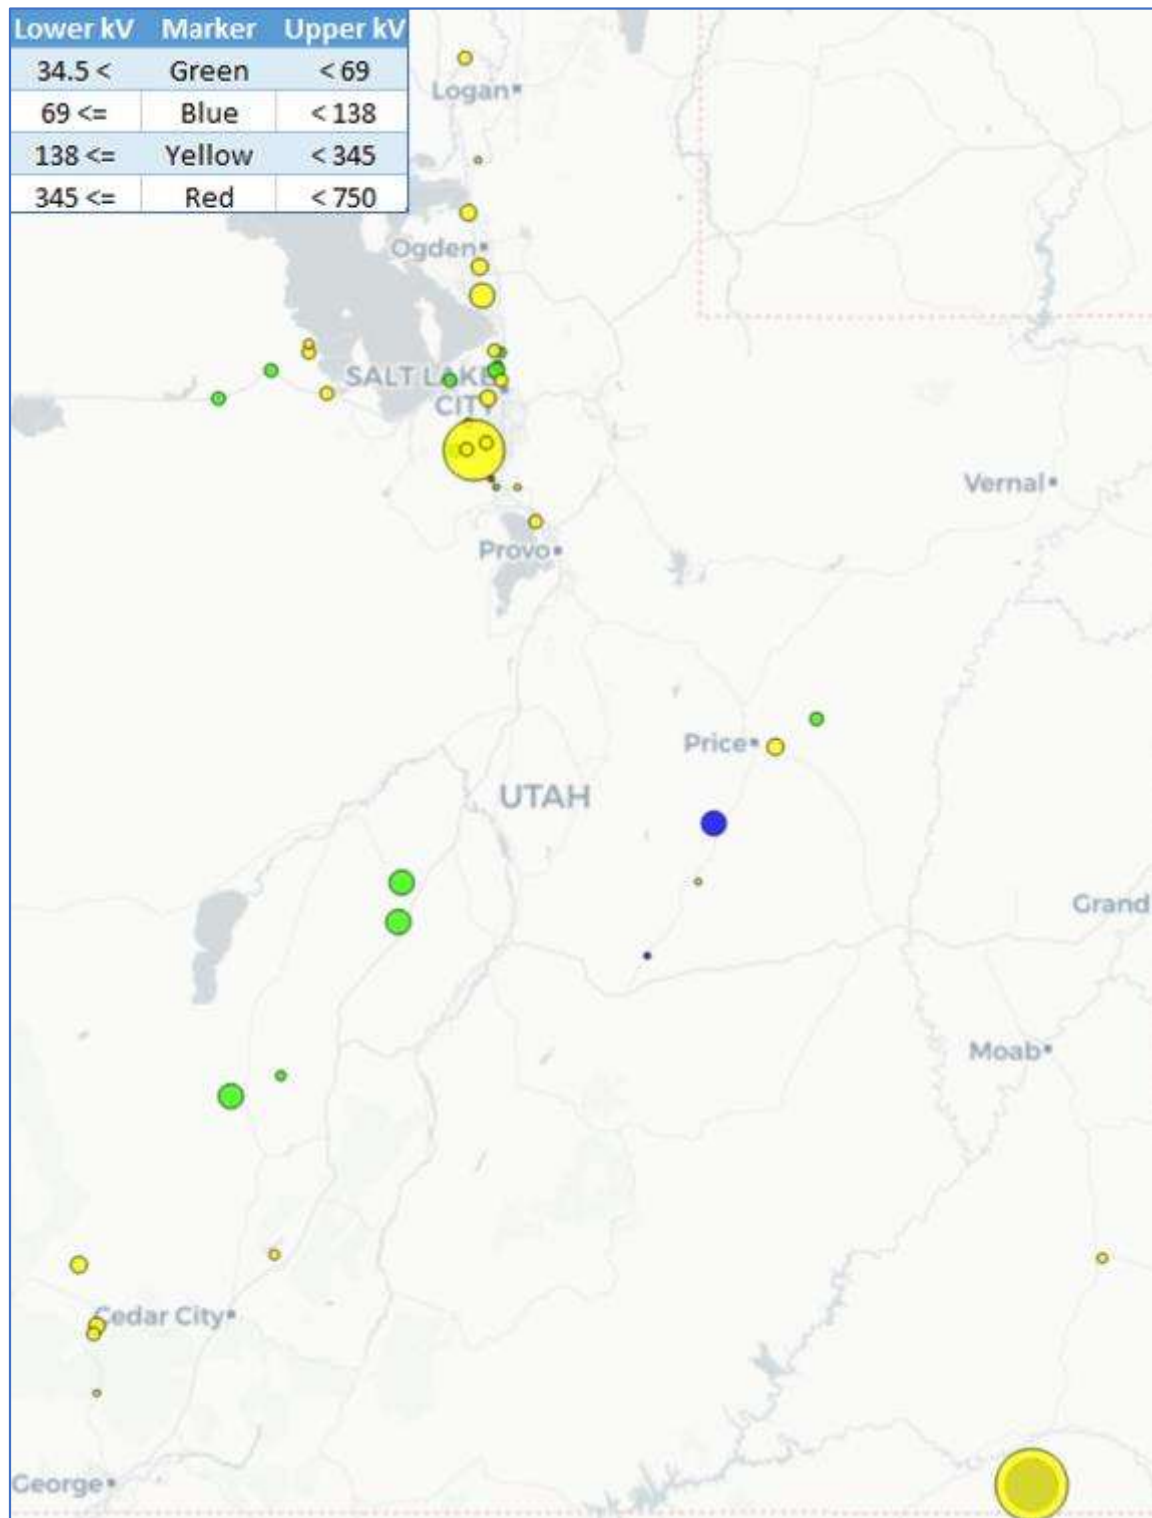 Lower kV Marker Upper kV
34.5 < Green < 69
69 <= Blue < 138
138 <= Yellow < 345
345 <= Red < 750
Logan
Ogden
SALT LAKE
CITY
Vernal
Provo
Price
UTAH
Grand
Moab
Cedar City
George